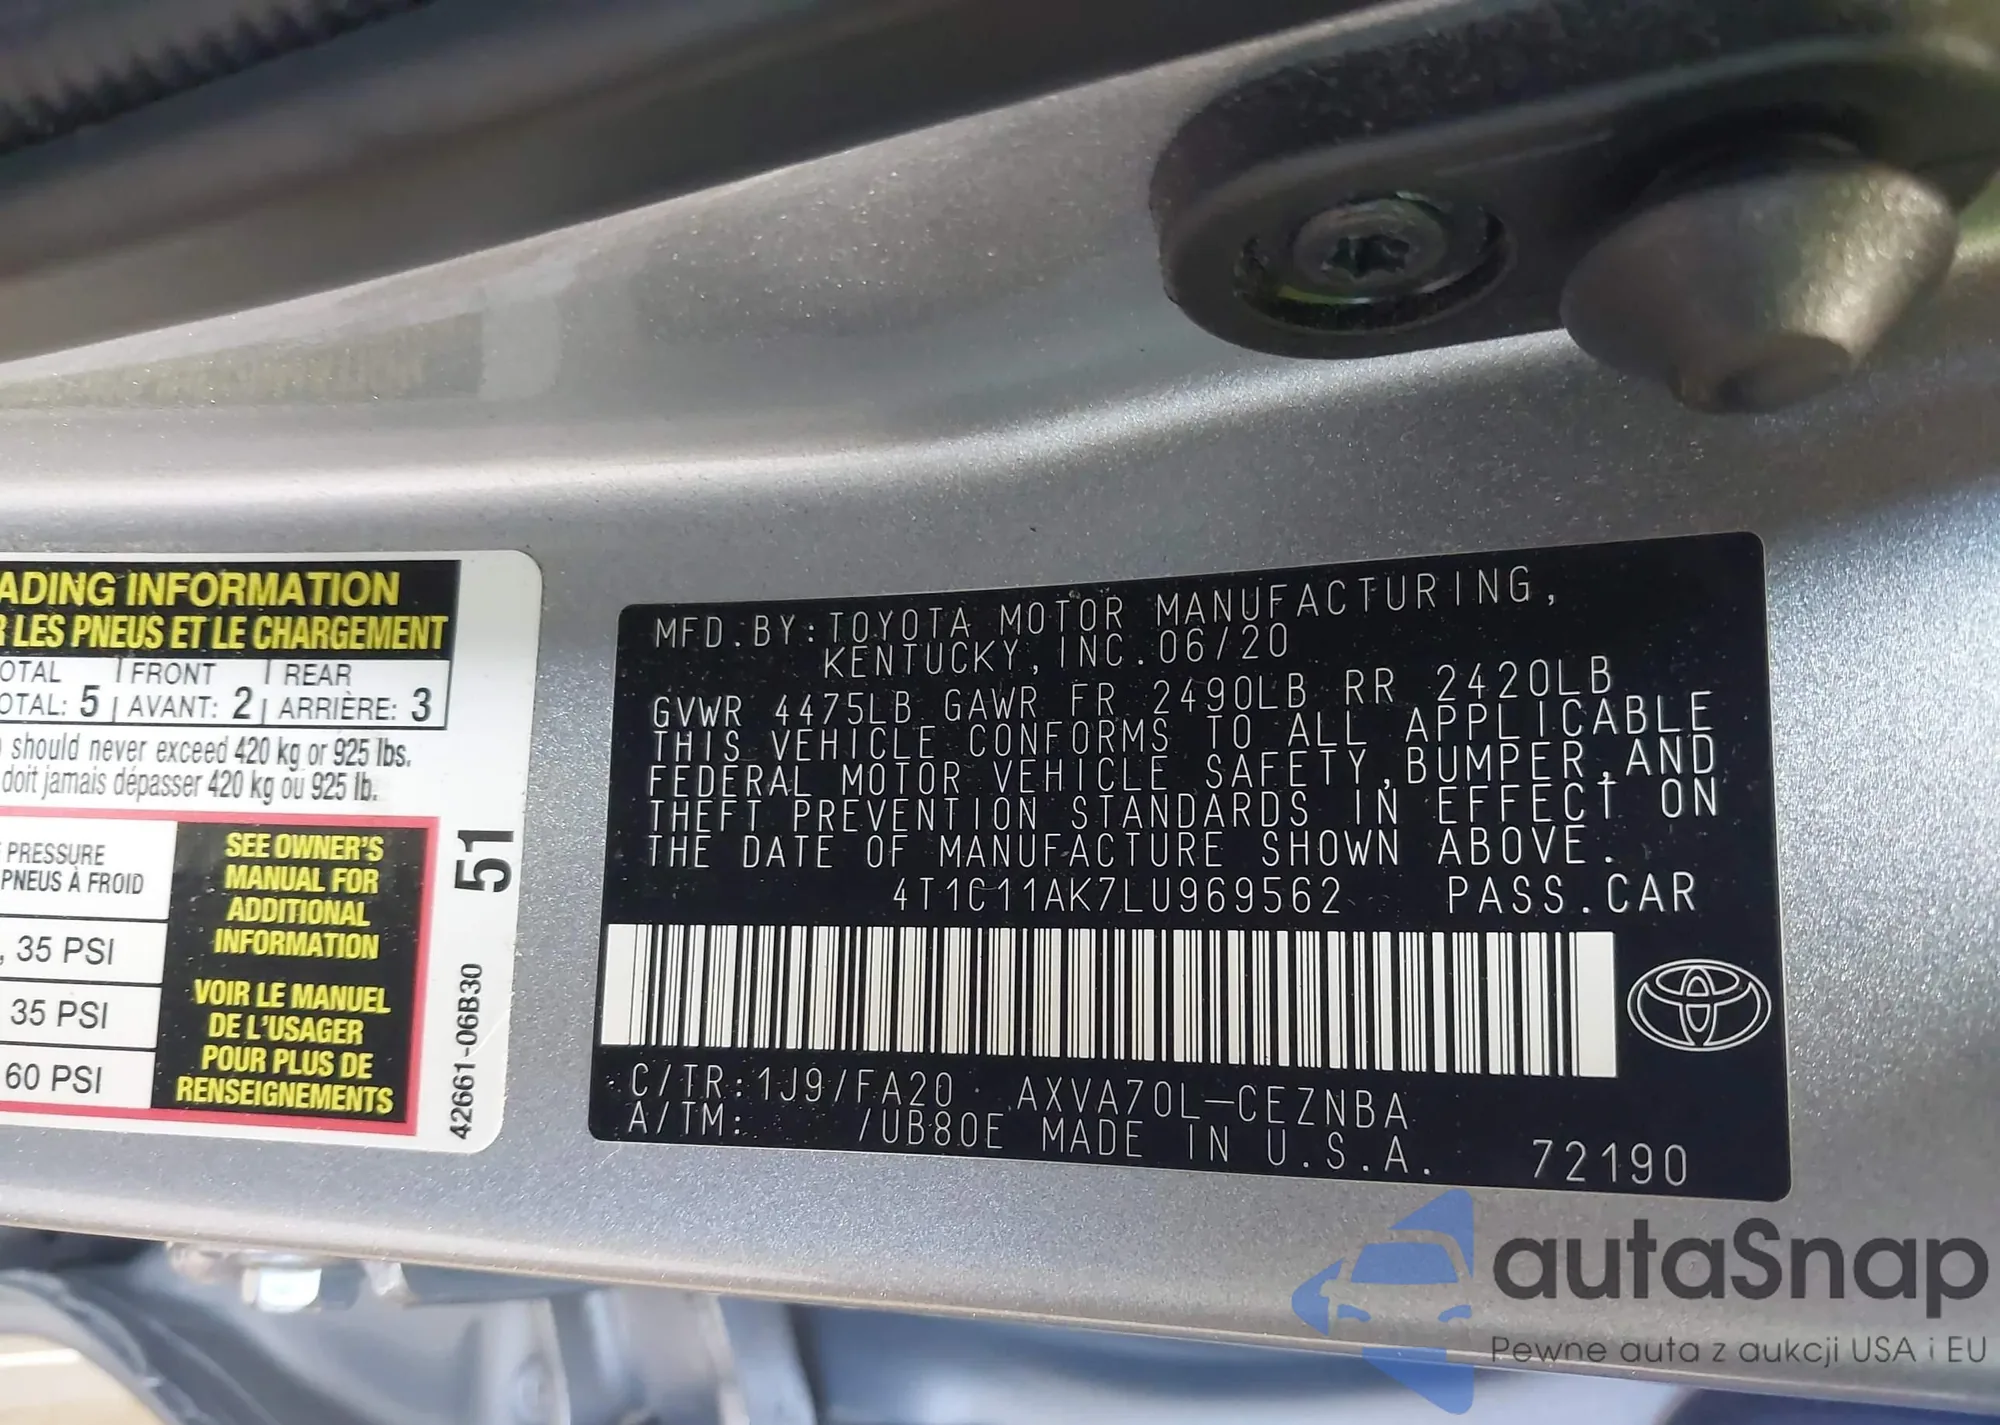 ADING INFORMATION
LES PNEUS ET LE CHARGEMENT
FRONT REAR
5 AVANT: 2 ARRIÈRE: 3
should never exceed 420 kg or 925 lbs.
doit jamais dépasser 420 kg ou 925 lb.
PRESSURE
PNEUS À FROID
35 PSI
35 PSI
60 PSI
SEE OWNER'S
MANUAL FOR
ADDITIONAL
INFORMATION
VOIR LE MANUEL
DE L'USAGER
POUR PLUS DE
RENSEIGNEMENTS
51
42661-06B30
MFD.BY:TOYOTA MOTOR MANUFACTURING,
KENTUCKY, INC. 06/20
GVWR 4475LB GAWR FR 2490LB RR 2420LB
THIS VEHICLE CONFORMS TO ALL APPLICABLE
FEDERAL MOTOR VEHICLE SAFETY,BUMPER,AND
THEFT PREVENTION STANDARDS IN EFFECT ON
THE DATE OF MANUFACTURE SHOWN ABOVE.
4T1C11AK7LU969562 PASS.CAR
C/TR:1J9/FA20 AXVA70L-CEZNBA
A/TM: /UB80E MADE IN U.S.A. 72190
autaSnap
Pewne auta z aukcji USA i EU